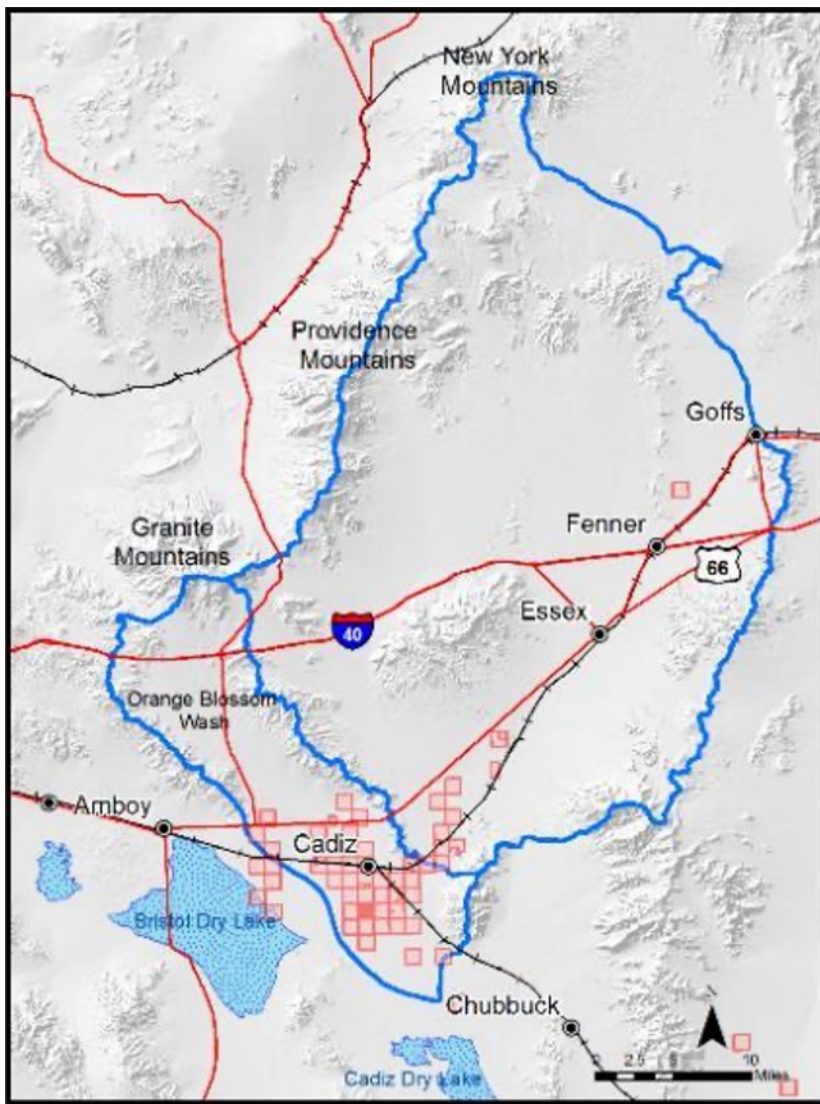 New York
Mountains
Providence
Mountains
Goffs
Granite
Mountains
Fenner
66
Essex
40
Orange Blossom
Wash
Amboy
Cadiz
Bristol Dry Lake
Chubbuck
N
0 2.5 5 10
Miles
Cadiz Dry Lake